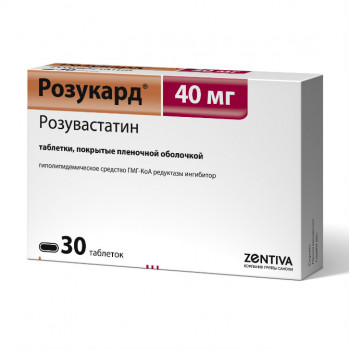 Розукард®
40 мг
Розувастатин
таблетки, покрытые пленочной оболочкой
гиполипидемическое средство ГМГ-КоА редуктазы ингибитор
30 таблеток
ZENTIVA
КОМПАНИЯ ГРУППЫ САНОФИ